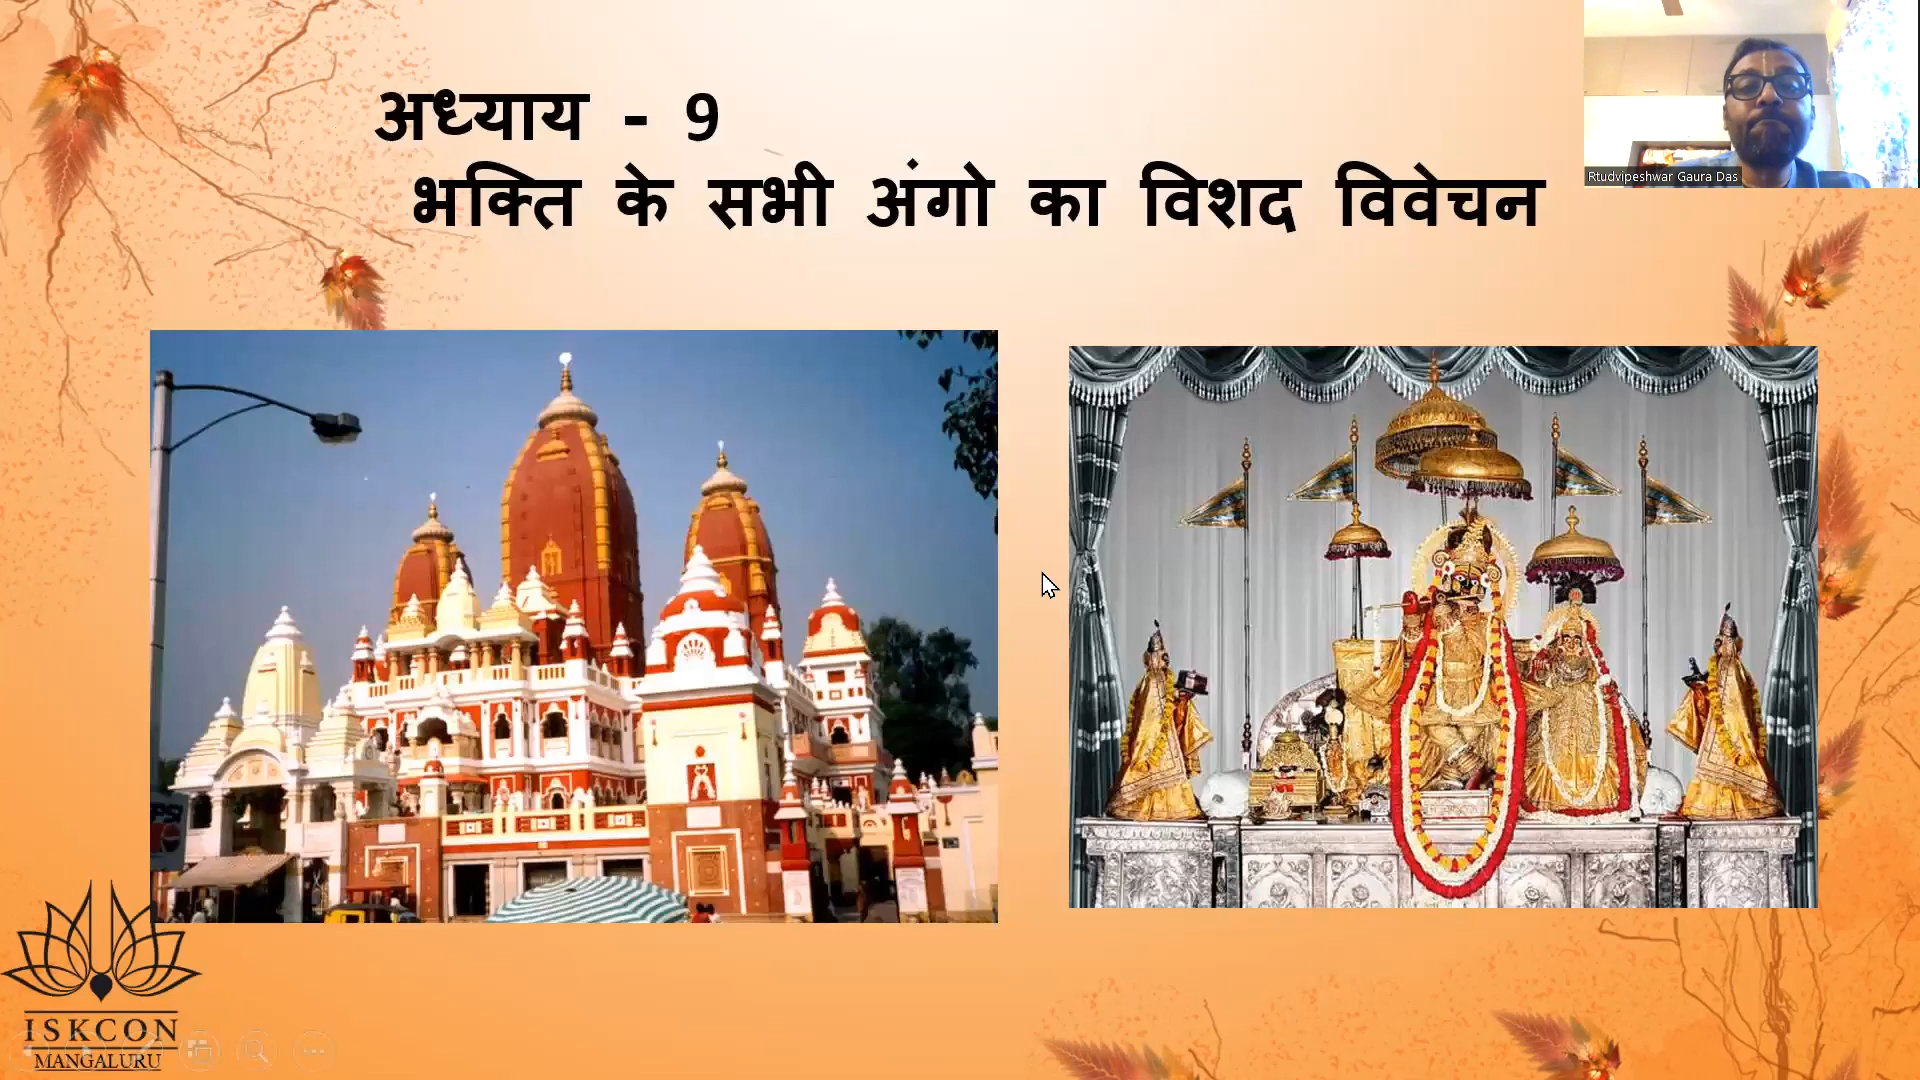 अध्याय - 9
भक्ति के सभी अंगो का विशद विवेचन
Rtudvipeshwar Gaura Das
ISKCON
MANGALURU